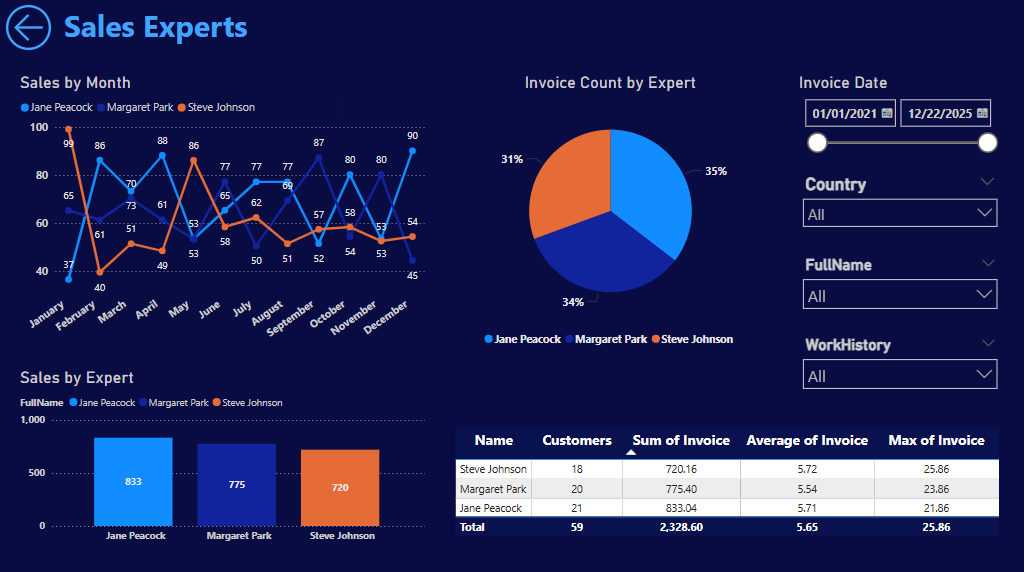 Sales Experts
Sales by Month
Jane Peacock Margaret Park Steve Johnson
100
80
60
40
99 86 88 86 77 77 77 87 80 80 90
65 70 65 69
37 61 73 61 53 62 57 58 53 54
51 53 58 50 51 52 54 53 45
40 49
January February March April May June July August September October November December
Invoice Count by Expert
31%
35%
34%
Jane Peacock Margaret Park Steve Johnson
Invoice Date
01/01/2021 12/22/2025
Country
All
FullName
All
WorkHistory
All
Sales by Expert
FullName Jane Peacock Margaret Park Steve Johnson
1,000
500
0
833 775 720
Jane Peacock Margaret Park Steve Johnson
Name Customers Sum of Invoice Average of Invoice Max of Invoice
Steve Johnson 18 720.16 5.72 25.86
Margaret Park 20 775.40 5.54 23.86
Jane Peacock 21 833.04 5.71 21.86
Total 59 2,328.60 5.65 25.86